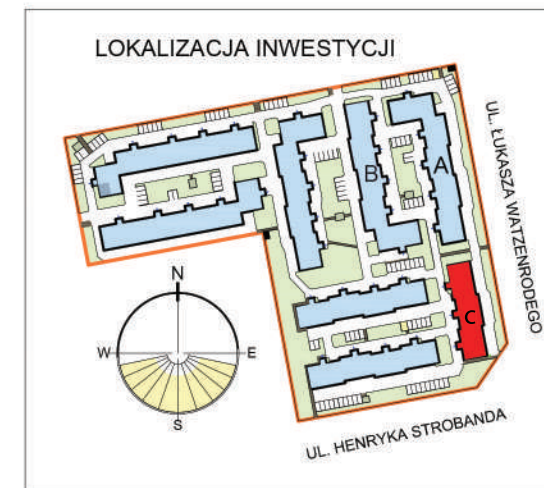 LOKALIZACJA INWESTYCJI
UL. ŁUKASZA WATZENRODEGO
B
A
C
N
W
E
S
UL. HENRYKA STROBANDA